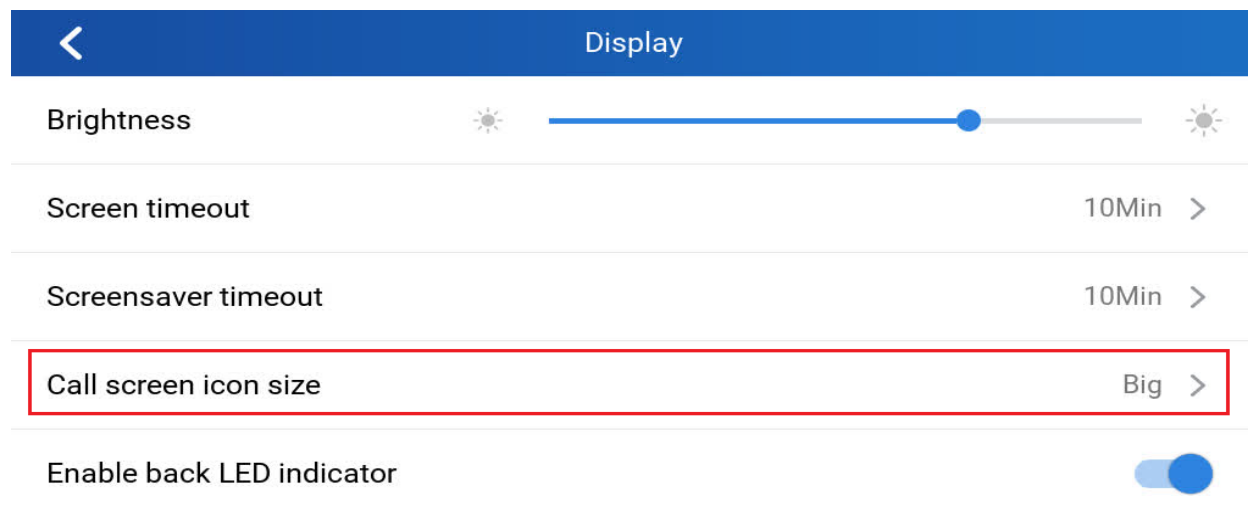 Display
Brightness
Screen timeout 10Min
Screensaver timeout 10Min
Call screen icon size Big
Enable back LED indicator